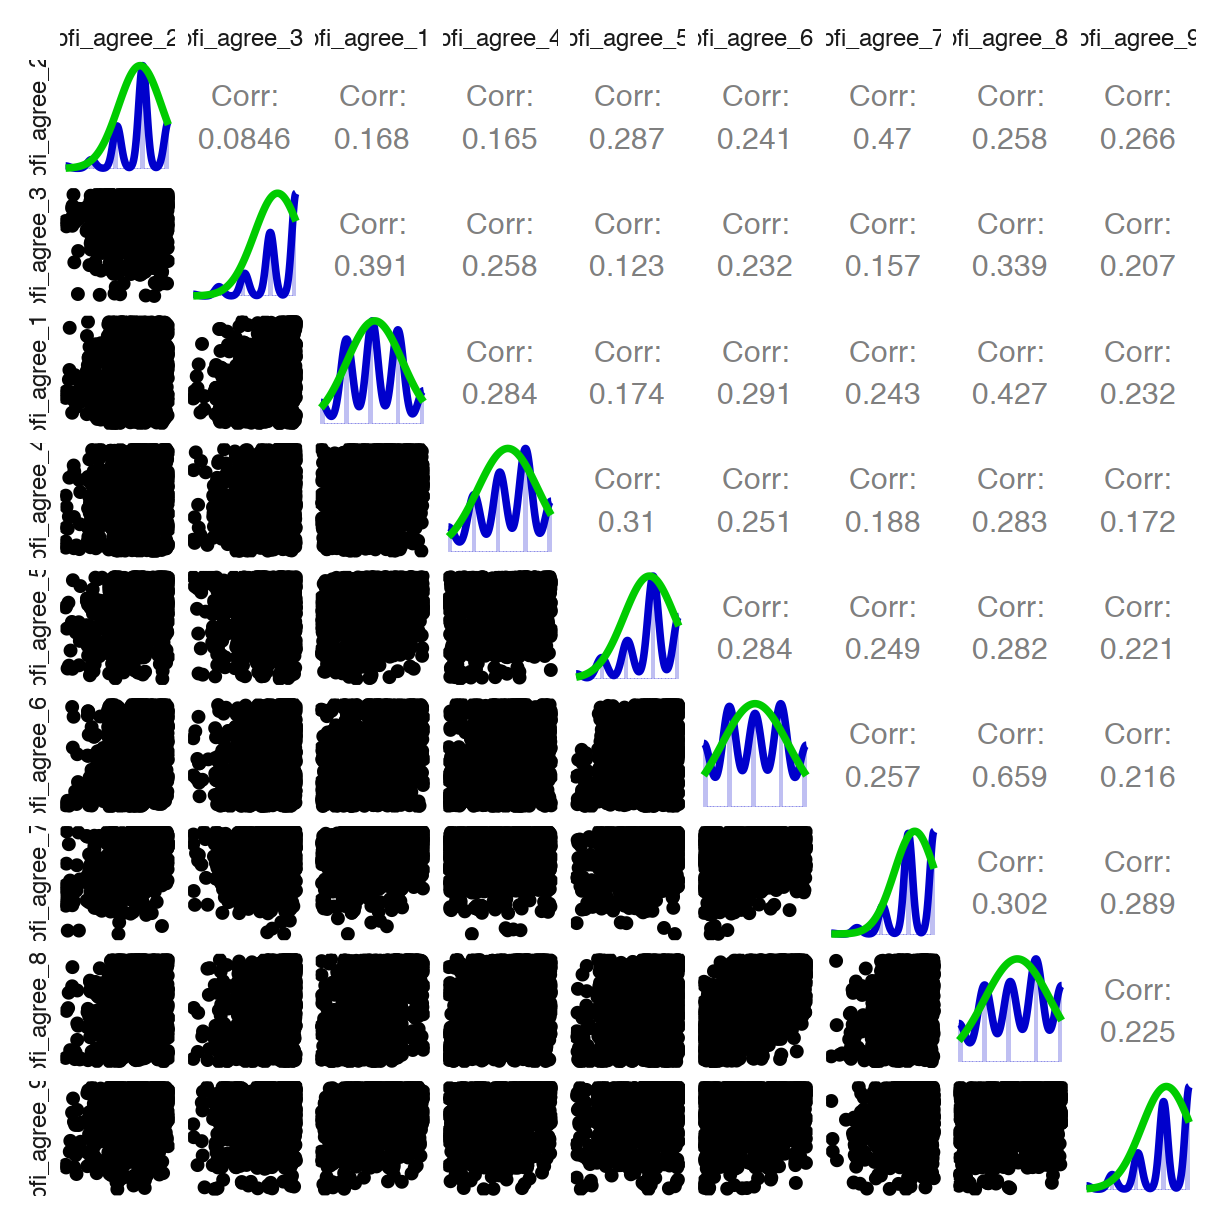 ofi_agree_2 ofi_agree_3 ofi_agree_1 ofi_agree_4 ofi_agree_5 ofi_agree_6 ofi_agree_7 ofi_agree_8 ofi_agree_9
ofi_agree_2
Corr: Corr: Corr: Corr: Corr: Corr: Corr: Corr:
0.0846 0.168 0.165 0.287 0.241 0.47 0.258 0.266
ofi_agree_3
Corr: Corr: Corr: Corr: Corr: Corr: Corr:
0.391 0.258 0.123 0.232 0.157 0.339 0.207
ofi_agree_1
Corr: Corr: Corr: Corr: Corr: Corr:
0.284 0.174 0.291 0.243 0.427 0.232
ofi_agree_4
Corr: Corr: Corr: Corr: Corr:
0.31 0.251 0.188 0.283 0.172
ofi_agree_5
Corr: Corr: Corr: Corr:
0.284 0.249 0.282 0.221
ofi_agree_6
Corr: Corr: Corr:
0.257 0.659 0.216
ofi_agree_7
Corr: Corr:
0.302 0.289
ofi_agree_8
Corr:
0.225
ofi_agree_9